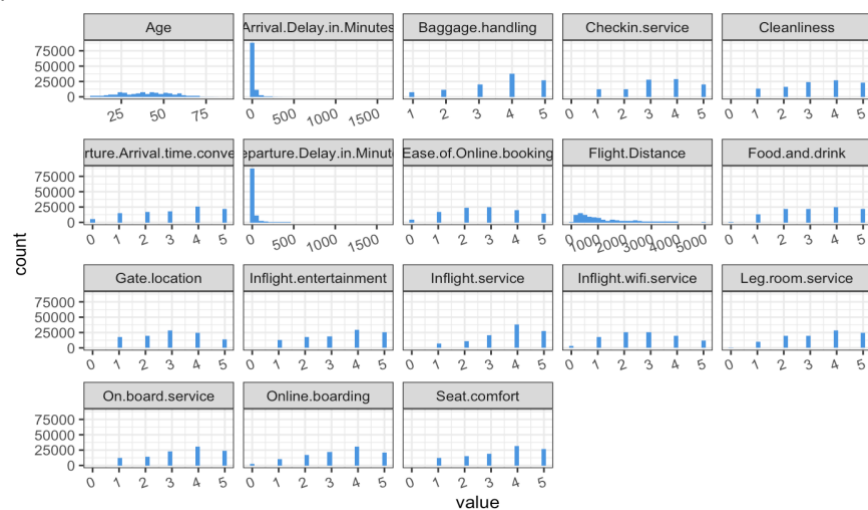 Age Arrival.Delay.in.Minutes Baggage.handling Checkin.service Cleanliness
75000
50000
25000
0
25 50 75 0 500 1000 1500 1 2 3 4 5 0 1 2 3 4 5 0 1 2 3 4 5
rture.Arrival.time.conve eparture.Delay.in.Minut Ease.of.Online.booking Flight.Distance Food.and.drink
75000
50000
25000
0
0 1 2 3 4 5 0 500 1000 1500 0 1 2 3 4 5 0 1000 2000 3000 4000 5000 0 1 2 3 4 5
count
Gate.location Inflight.entertainment Inflight.service Inflight.wifi.service Leg.room.service
75000
50000
25000
0
0 1 2 3 4 5 0 1 2 3 4 5 0 1 2 3 4 5 0 1 2 3 4 5 0 1 2 3 4 5
On.board.service Online.boarding Seat.comfort
75000
50000
25000
0
0 1 2 3 4 5 0 1 2 3 4 5 0 1 2 3 4 5
value